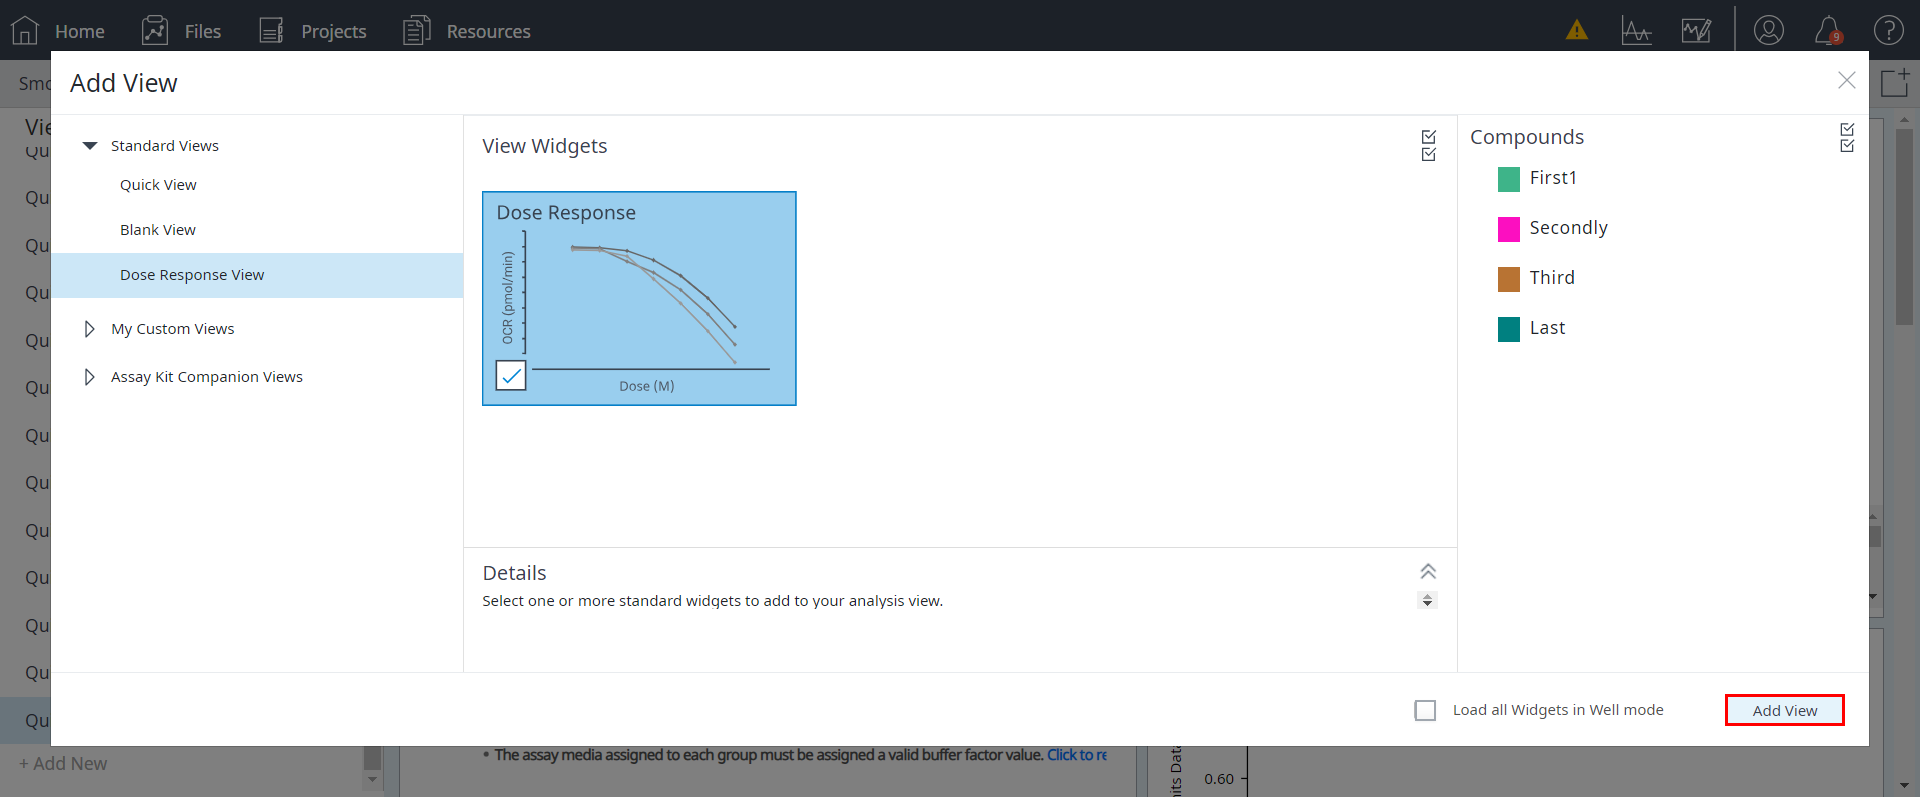 Home Files Projects Resources 9 ?
Smo
Add View
Vie
Qu
Qu
Qu
Qu
Qu
Qu
Qu
Qu
Qu
Qu
Qu
Qu
Qu
+ Add New
Standard Views
Quick View
Blank View
Dose Response View
My Custom Views
Assay Kit Companion Views
View Widgets
Dose Response
OCR (pmol/min)
Dose (M)
Details
Select one or more standard widgets to add to your analysis view.
Compounds
First1
Secondly
Third
Last
Load all Widgets in Well mode
Add View
* The assay media assigned to each group must be assigned a valid buffer factor value. Click to re
nits Data
0.60